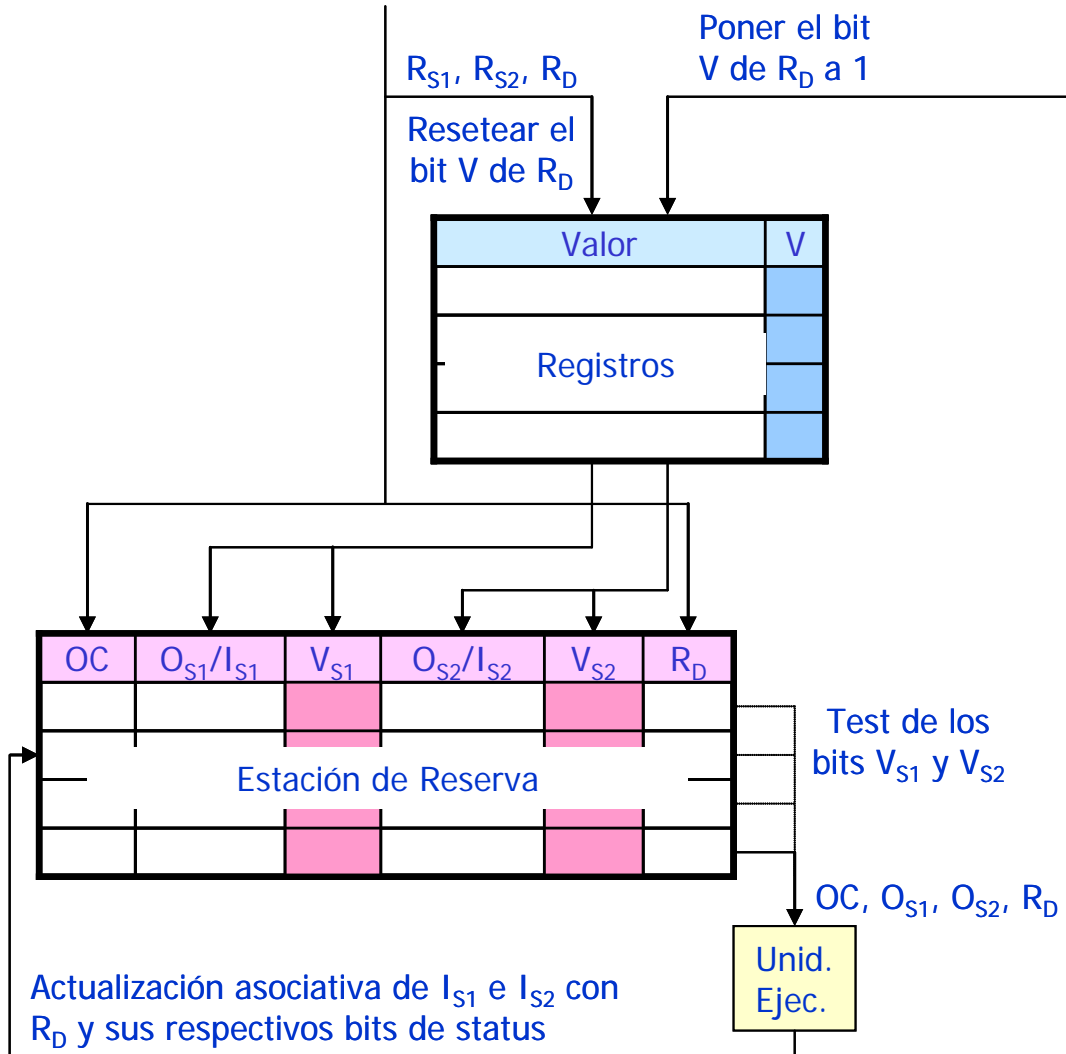 Poner el bit
V de RD a 1
RS1, RS2, RD
Resetear el
bit V de RD
Valor V
Registros
OC OS1/IS1 VS1 OS2/IS2 VS2 RD
Estación de Reserva
Test de los
bits VS1 y VS2
OC, OS1, OS2, RD
Unid.
Ejec.
Actualización asociativa de IS1 e IS2 con
RD y sus respectivos bits de status